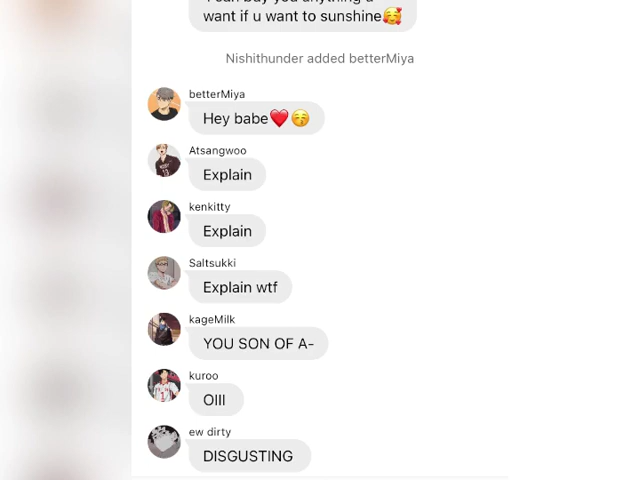 want if u want to sunshine🥰
Nishithunder added betterMiya
betterMiya
Hey babe❤️😚
Atsangwoo
Explain
kenkitty
Explain
Saltsukki
Explain wtf
kageMilk
YOU SON OF A-
kuroo
OIII
ew dirty
DISGUSTING